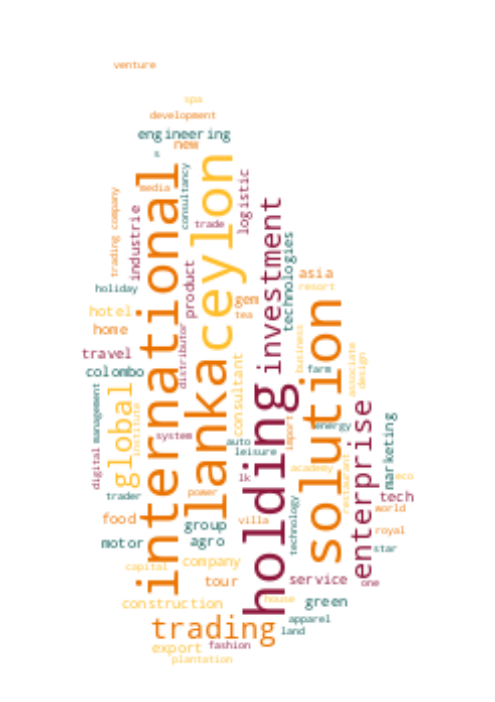 venture
spa
development
engineering
new
s
media
international
ceylon
consultancy
trade
logistic
trading company
industrie
product
investment
technologies
holiday
asia
resort
hotel
gem
tea
home
lanka
distributor
solution
business
travel
colombo
farm
associate
design
global
institute
consultant
holding
digital
management
system
auto
leisure
import
energy
enterprise
marketing
academy
restaurant
trader
power
lk
tech
eco
world
food
group
villa
technology
royal
motor
agro
star
capital
company
tour
service
one
construction
house
green
trading
apparel
land
export
fashion
plantation